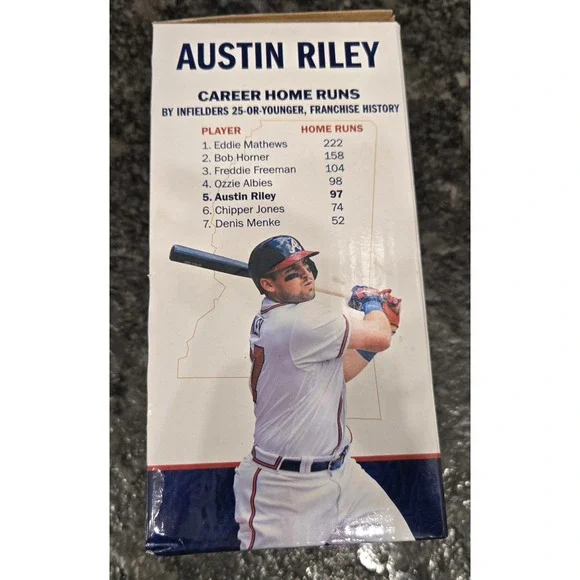 AUSTIN RILEY
CAREER HOME RUNS
BY INFIELDERS 25-OR-YOUNGER, FRANCHISE HISTORY
PLAYER HOME RUNS
1. Eddie Mathews 222
2. Bob Horner 158
3. Freddie Freeman 104
4. Ozzie Albies 98
5. Austin Riley 97
6. Chipper Jones 74
7. Denis Menke 52